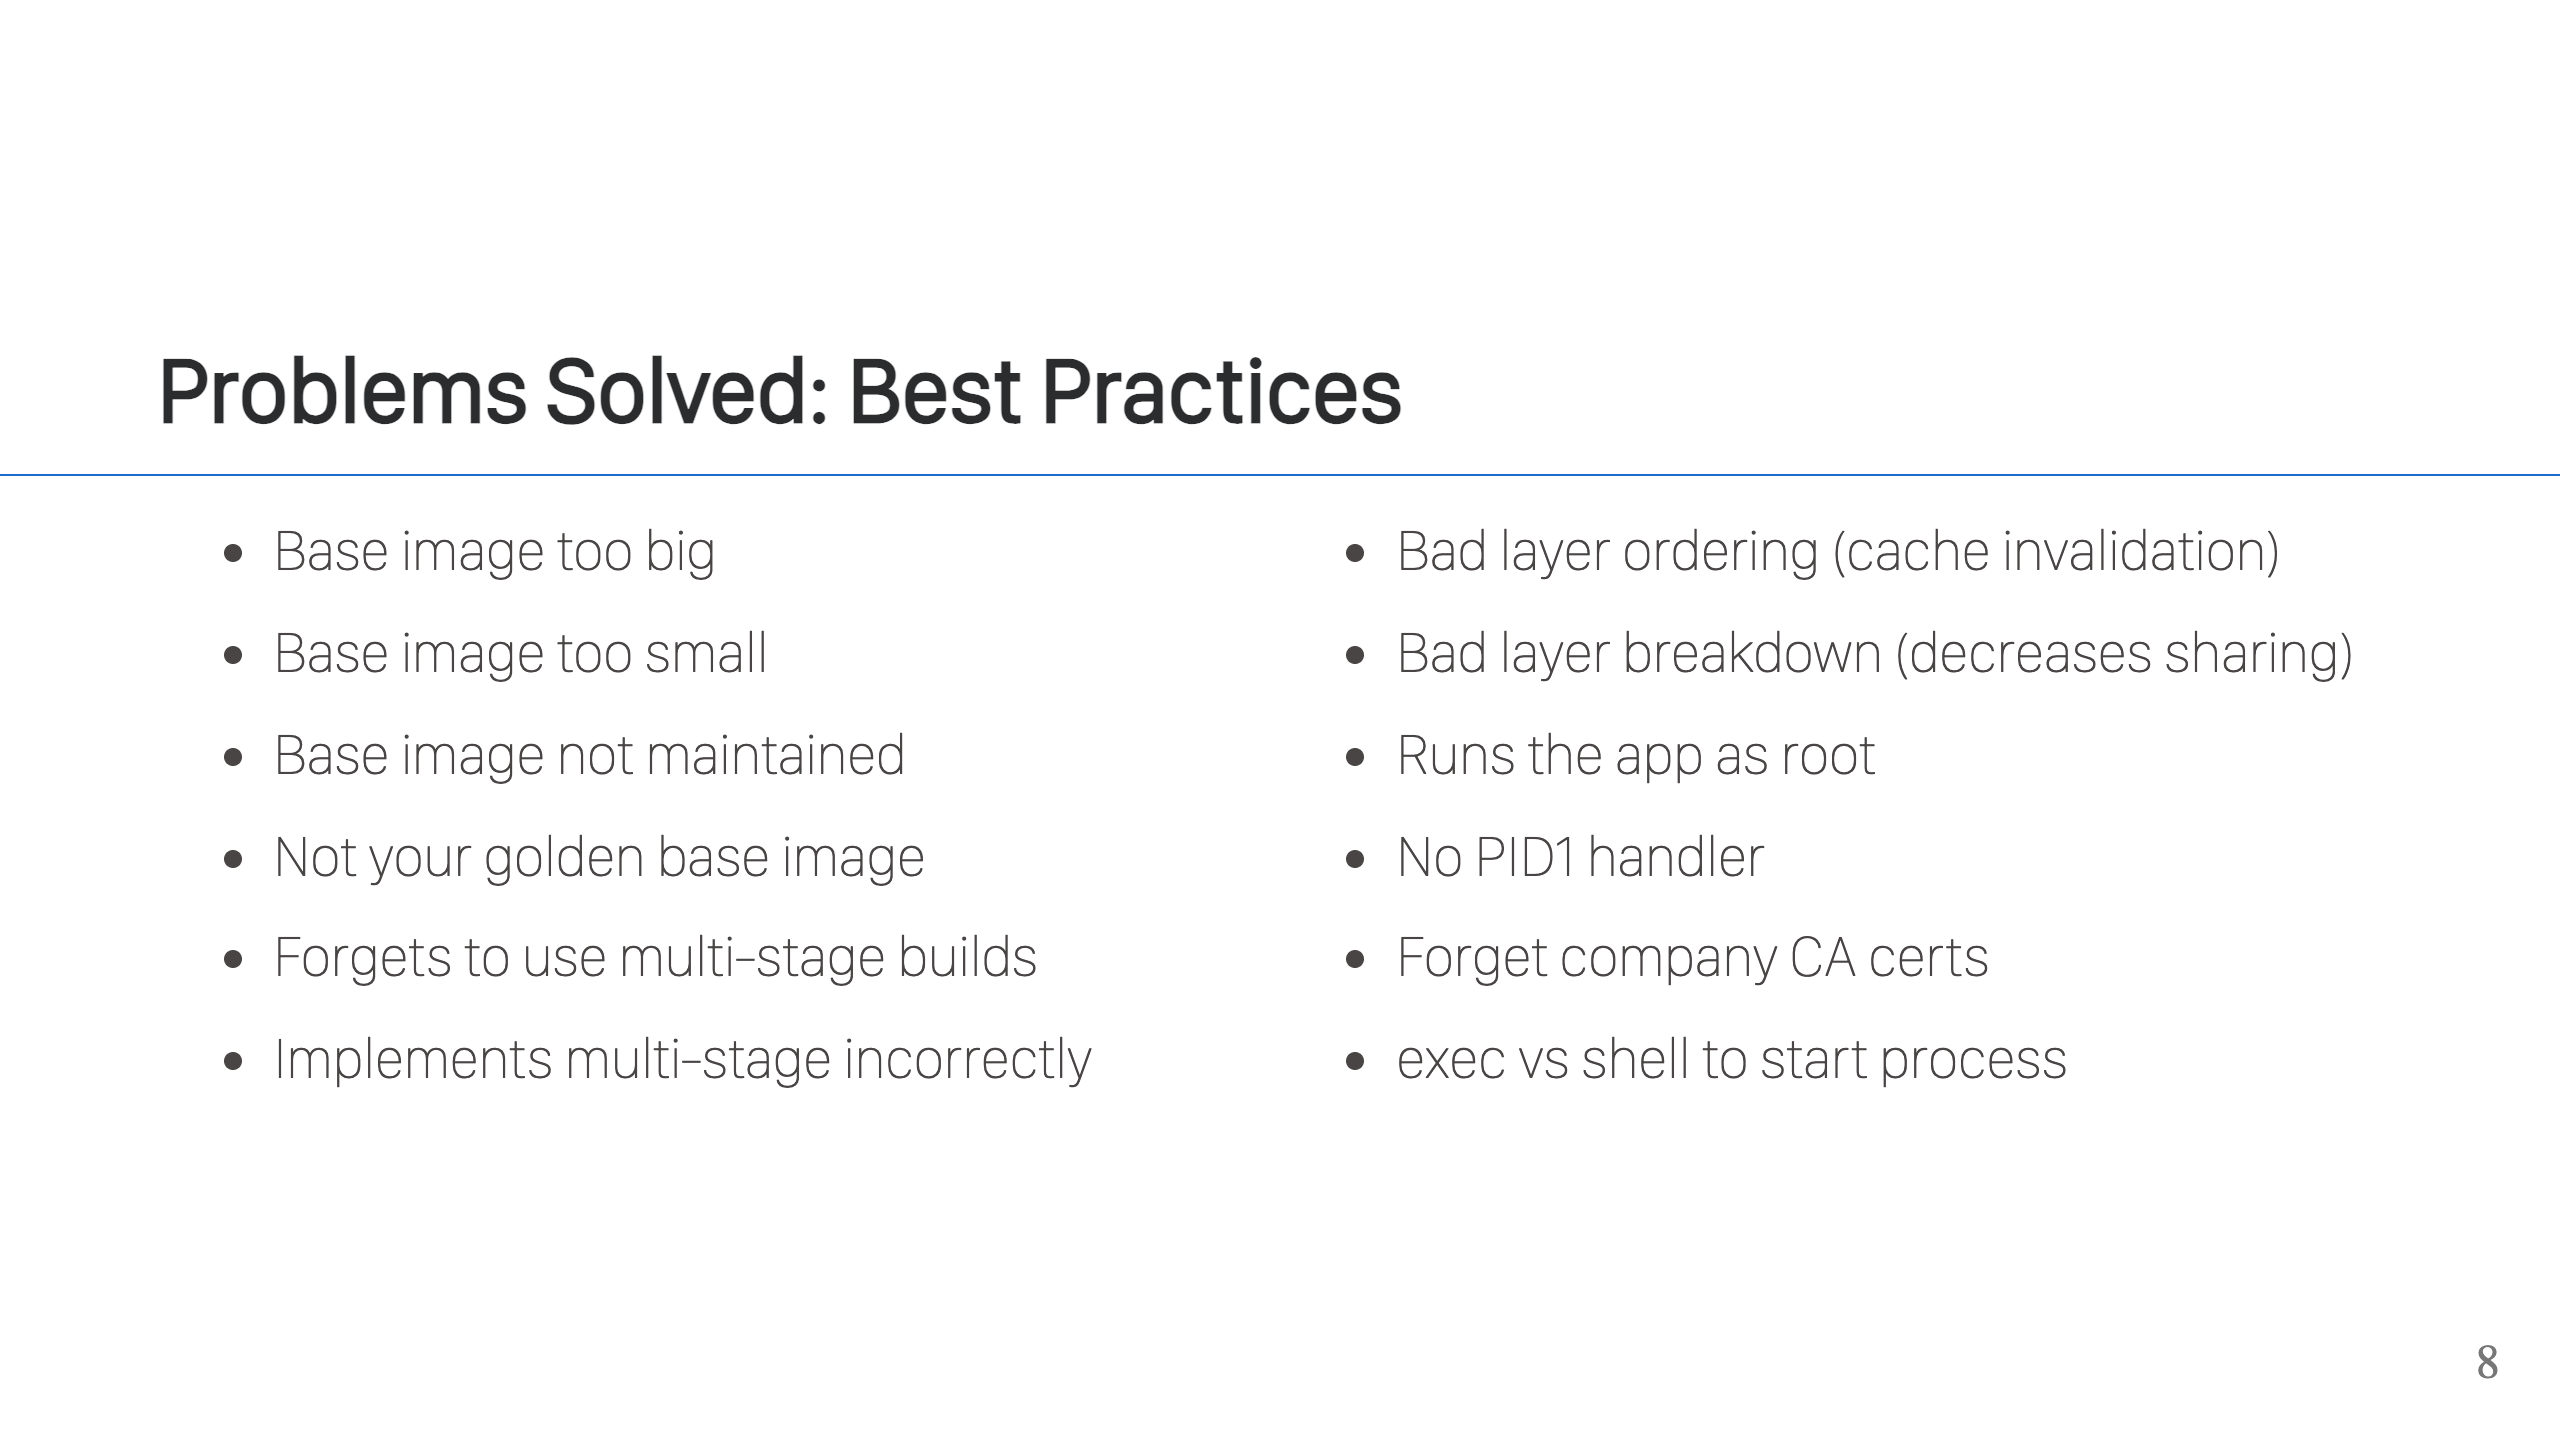 Problems Solved: Best Practices
• Base image too big
• Base image too small
• Base image not maintained
• Not your golden base image
• Forgets to use multi-stage builds
• Implements multi-stage incorrectly
• Bad layer ordering (cache invalidation)
• Bad layer breakdown (decreases sharing)
• Runs the app as root
• No PID1 handler
• Forget company CA certs
• exec vs shell to start process
8